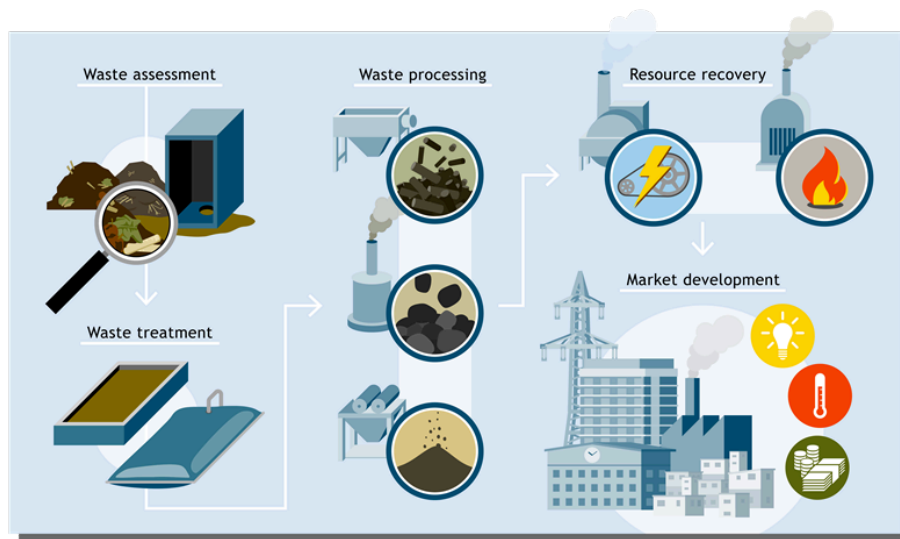 Waste assessment
Waste treatment
Waste processing
Resource recovery
Market development